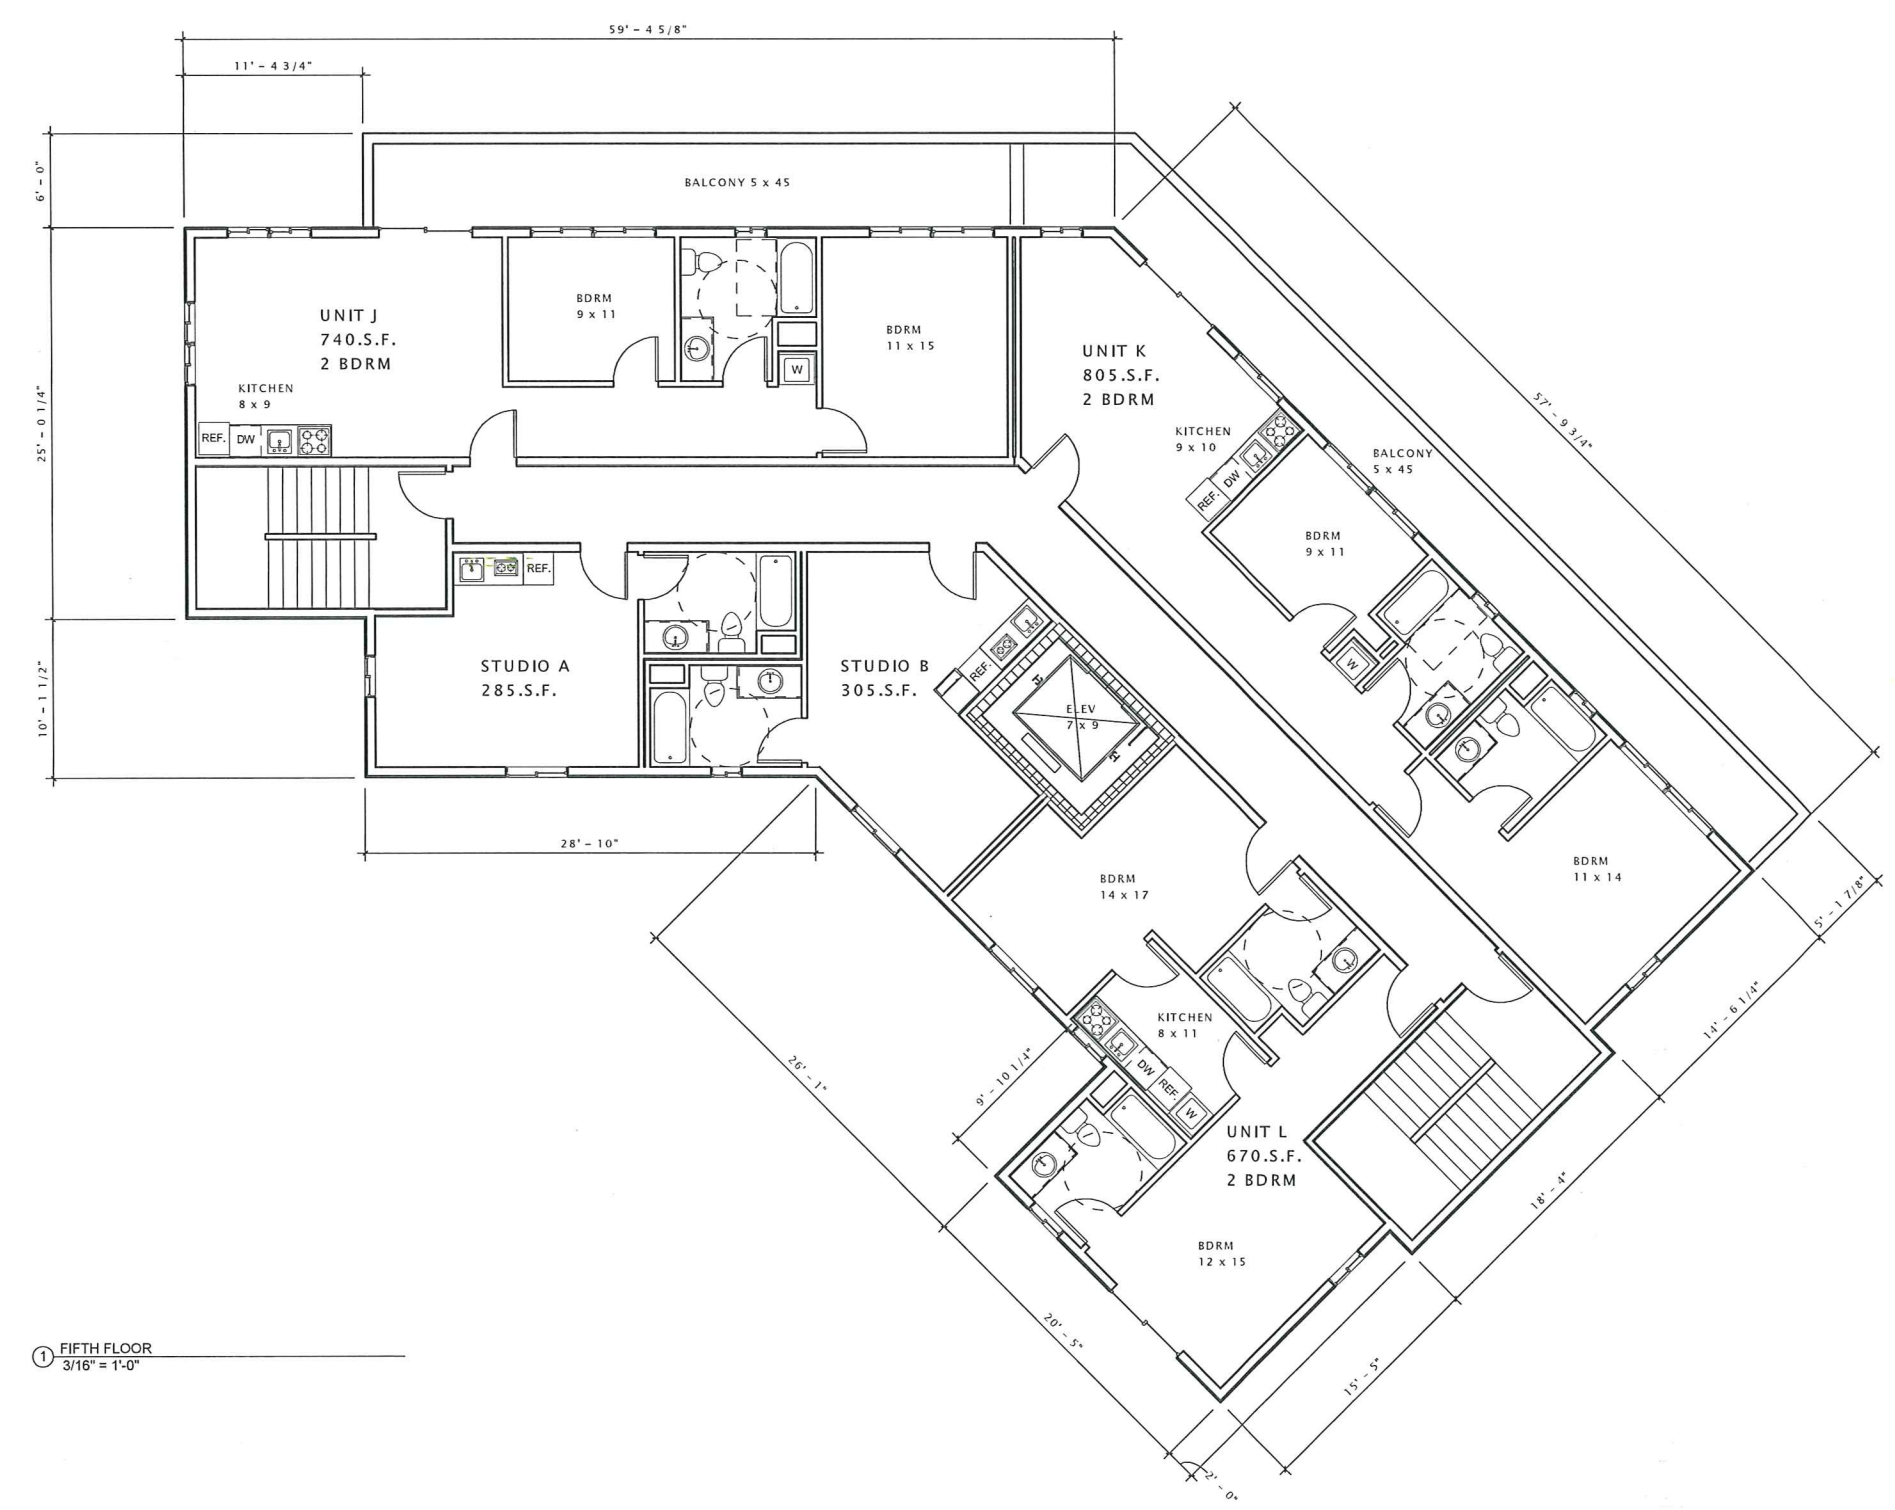 59' - 4 5/8"
11' - 4 3/4"
6' - 0"
BALCONY 5 x 45
25' - 0 1/4"
UNIT J
740.S.F.
2 BDRM
KITCHEN
8 x 9
REF.
DW
BDRM
9 x 11
W
BDRM
11 x 15
UNIT K
805.S.F.
2 BDRM
KITCHEN
9 x 10
REF.
DW
BALCONY
5 x 45
57' - 9 3/4"
BDRM
9 x 11
W
REF.
STUDIO A
285.S.F.
STUDIO B
305.S.F.
REF.
ELEV
7 x 9
10' - 1 1/2"
28' - 10"
BDRM
14 x 17
BDRM
11 x 14
5' - 1 7/8"
14' - 6 1/4"
KITCHEN
8 x 11
DW
REF.
W
26' - 1"
9' - 10 1/4"
UNIT L
670.S.F.
2 BDRM
18' - 4"
BDRM
12 x 15
20' - 5"
15' - 5"
2' - 0"
1
FIFTH FLOOR
3/16" = 1'-0"